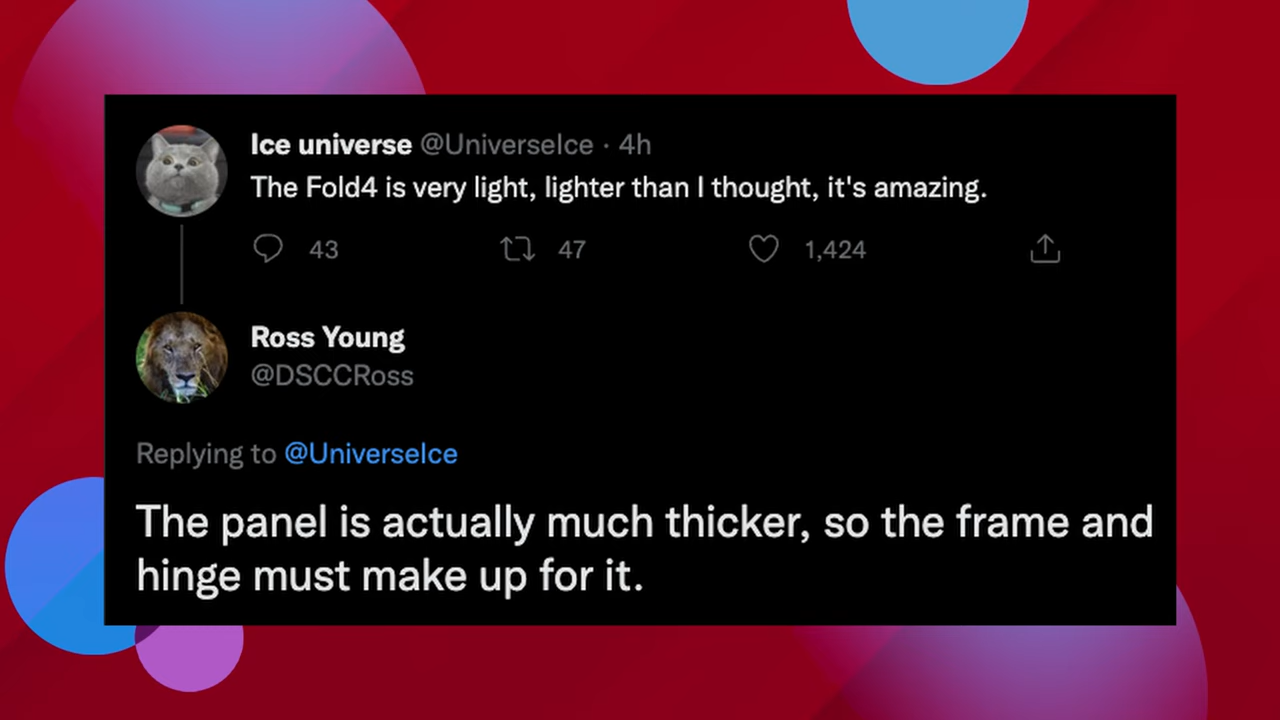 Ice universe @UniverseIce · 4h
The Fold4 is very light, lighter than I thought, it's amazing.
43 47 1,424
Ross Young
@DSCCRoss
Replying to @UniverseIce
The panel is actually much thicker, so the frame and
hinge must make up for it.